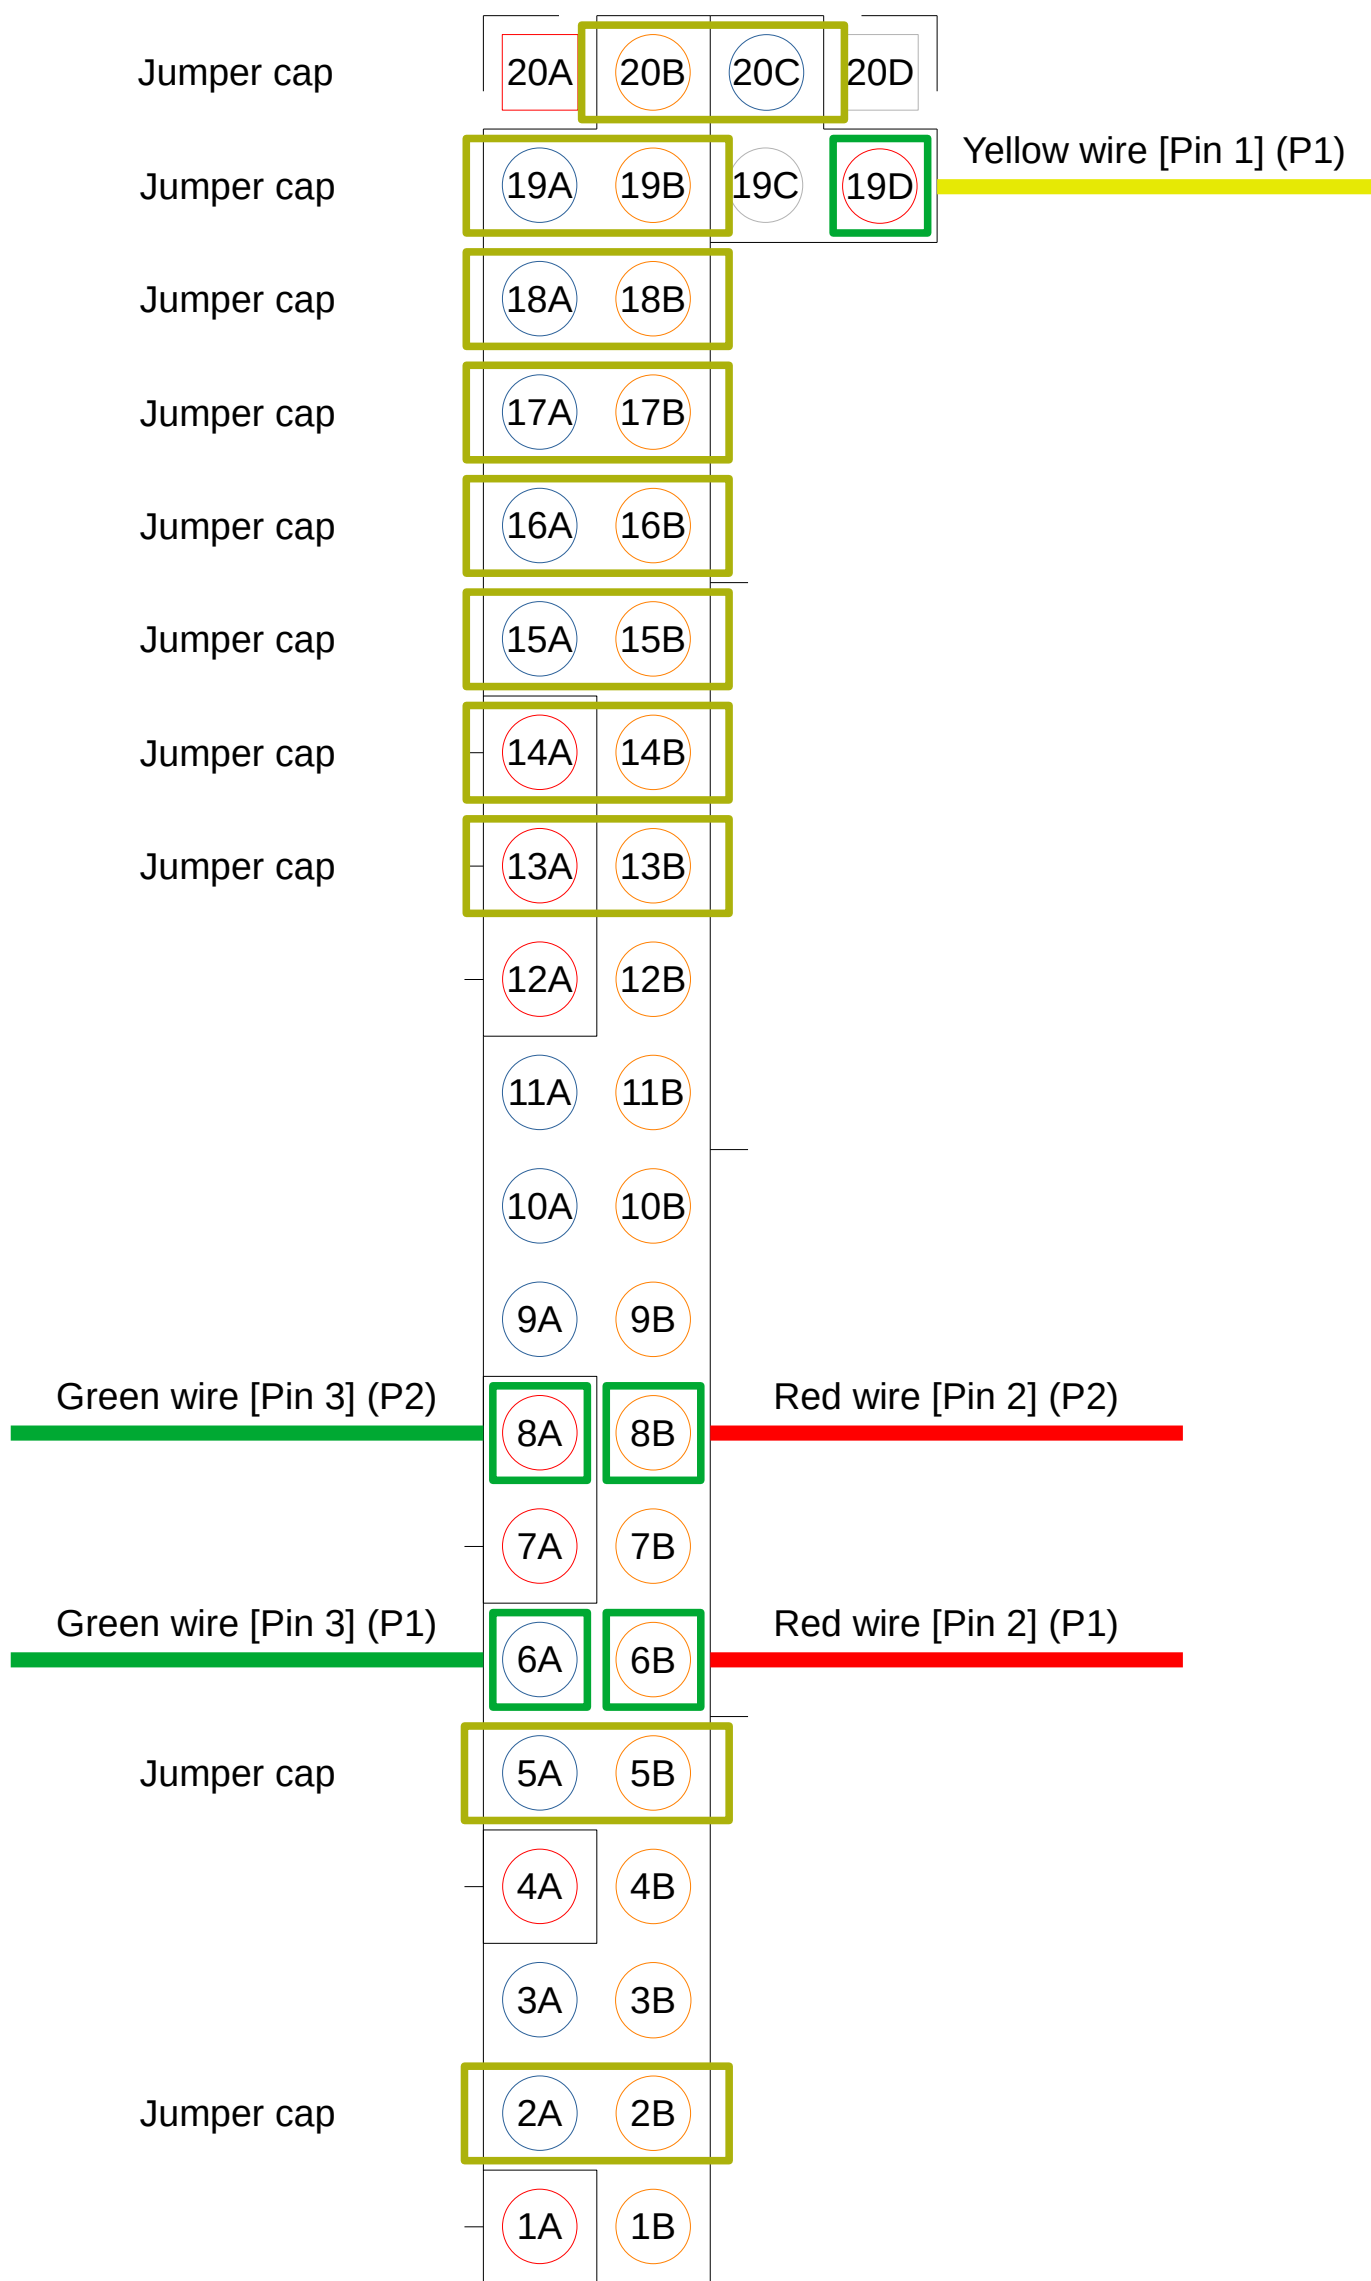 Jumper cap 20A 20B 20C 20D
Yellow wire [Pin 1] (P1)
Jumper cap 19A 19B 19C 19D
Jumper cap 18A 18B
Jumper cap 17A 17B
Jumper cap 16A 16B
Jumper cap 15A 15B
Jumper cap 14A 14B
Jumper cap 13A 13B
12A 12B
11A 11B
10A 10B
9A 9B
Green wire [Pin 3] (P2) Red wire [Pin 2] (P2)
8A 8B
7A 7B
Green wire [Pin 3] (P1) Red wire [Pin 2] (P1)
6A 6B
Jumper cap 5A 5B
4A 4B
3A 3B
Jumper cap 2A 2B
1A 1B